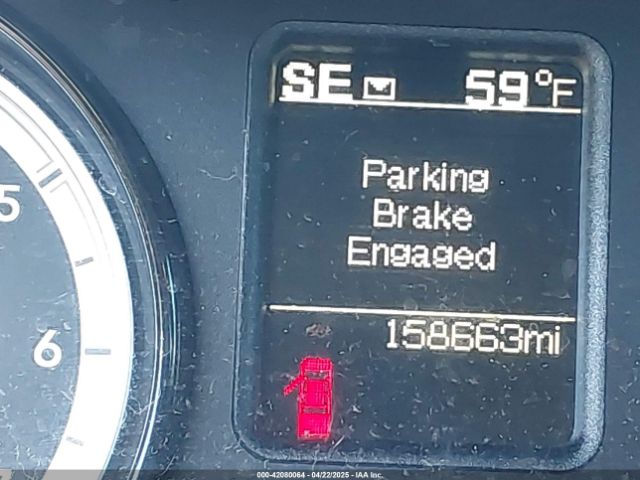 SE 59°F
5
Parking
Brake
Engaged
6
158663mi
000-42080064 - 04/22/2025 - IAA Inc.